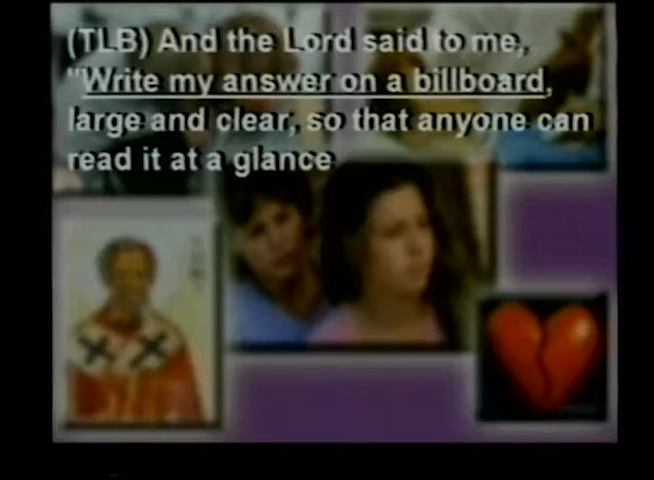 (TLB) And the Lord said to me,
"Write my answer on a billboard,
large and clear, so that anyone can
read it at a glance